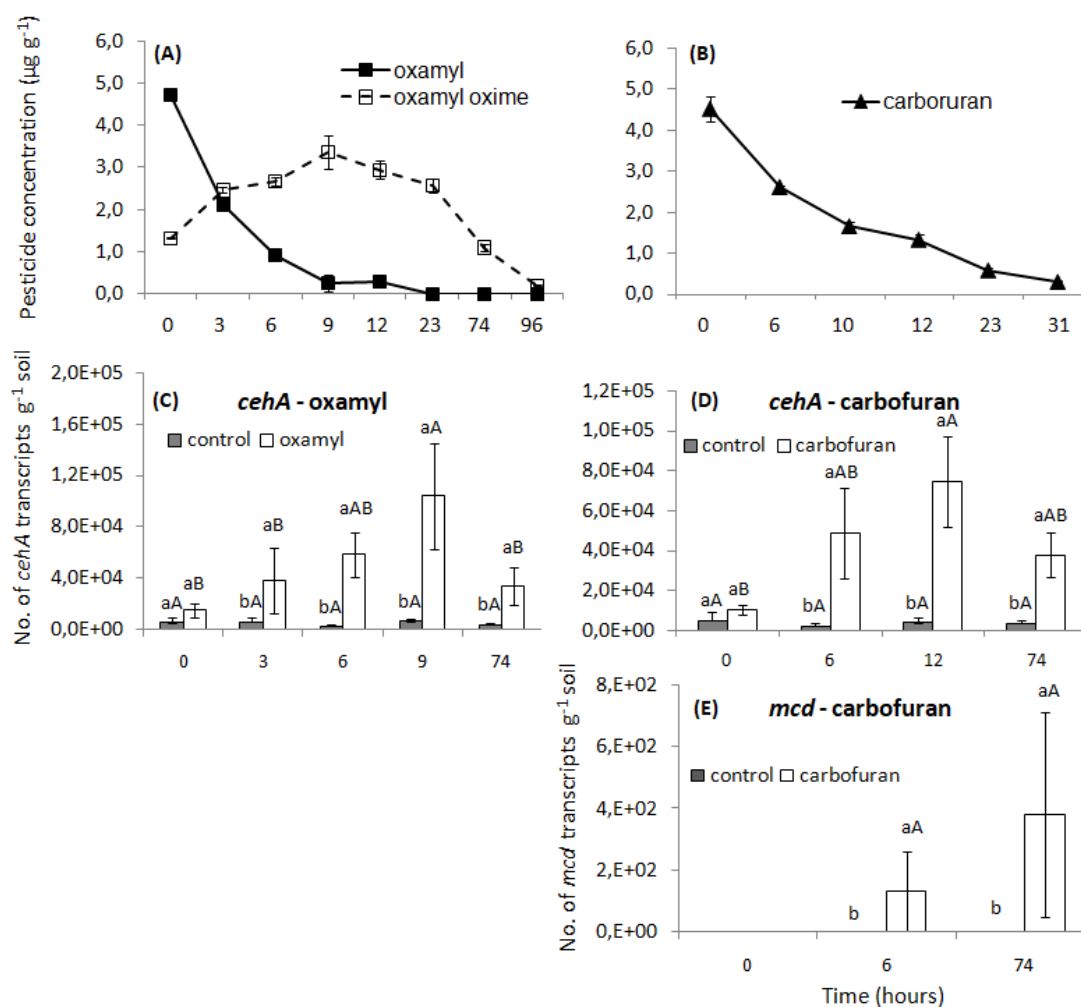 Pesticide concentration (µg g⁻¹)
6,0
5,0
4,0
3,0
2,0
1,0
0,0
(A)
oxamyl
oxamyl oxime
0 3 6 9 12 23 74 96
6,0
5,0
4,0
3,0
2,0
1,0
0,0
(B)
carboruran
0 6 10 12 23 31
No. of cehA transcripts g⁻¹ soil
2,0E+05
1,6E+05
1,2E+05
8,0E+04
4,0E+04
0,0E+00
(C) cehA - oxamyl
control oxamyl
aA aB bA aB bA aAB bA aA bA aB
0 3 6 9 74
1,2E+05
1,0E+05
8,0E+04
6,0E+04
4,0E+04
2,0E+04
0,0E+00
(D) cehA - carbofuran
control carbofuran
aA aB bA aAB bA aA bA aAB
0 6 12 74
No. of mcd transcripts g⁻¹ soil
8,E+02
6,E+02
4,E+02
2,E+02
0,E+00
(E) mcd - carbofuran
control carbofuran
b aA b aA
0 6 74
Time (hours)